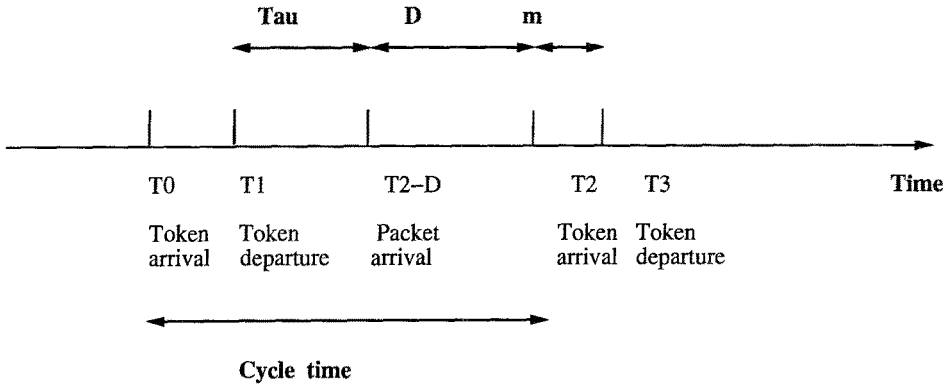 Tau D m
T0 T1 T2–D T2 T3 Time
Token Token Packet Token Token
arrival departure arrival arrival departure
Cycle time